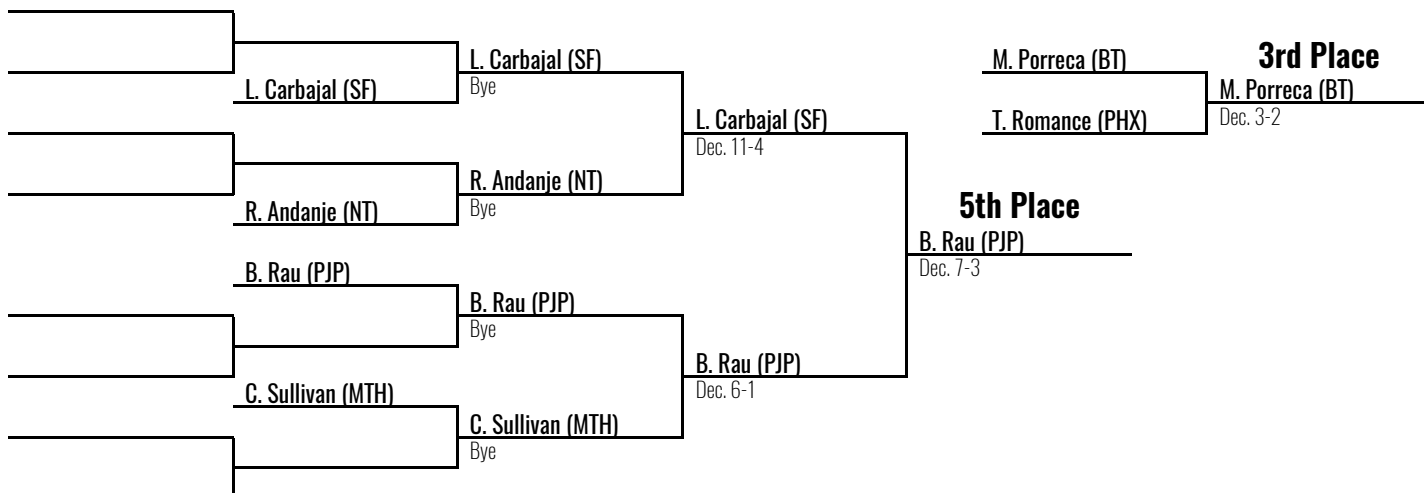 L. Carbajal (SF)
L. Carbajal (SF)
Bye
R. Andanje (NT)
R. Andanje (NT)
Bye
L. Carbajal (SF)
Dec. 11-4
B. Rau (PJP)
B. Rau (PJP)
Bye
C. Sullivan (MTH)
C. Sullivan (MTH)
Bye
B. Rau (PJP)
Dec. 6-1
5th Place
B. Rau (PJP)
Dec. 7-3
M. Porreca (BT)
T. Romance (PHX)
3rd Place
M. Porreca (BT)
Dec. 3-2